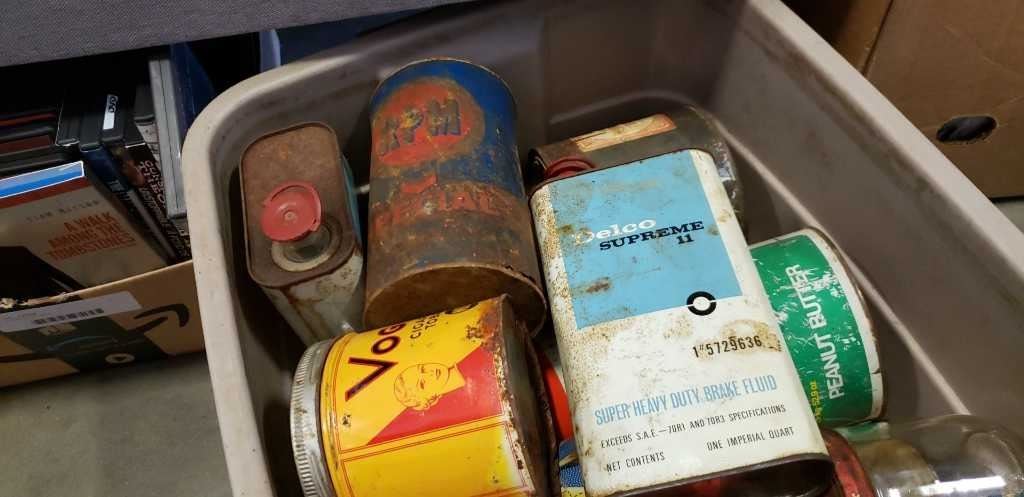 DVD
A WALK
AMONG THE
TOMBSTONES
RPM
Delco
SUPREME
11
1"5729636
SUPER HEAVY DUTY BRAKE FLUID
EXCEEDS S.A.E.—70R1 AND 70R3 SPECIFICATIONS
NET CONTENTS ONE IMPERIAL QUART
PEANUT BUTTER